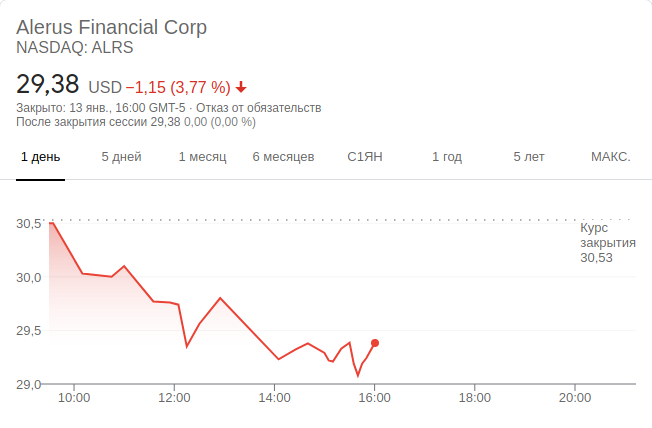 Alerus Financial Corp
NASDAQ: ALRS
29,38 USD −1,15 (3,77 %)
Закрыто: 13 янв., 16:00 GMT-5 · Отказ от обязательств
После закрытия сессии 29,38 0,00 (0,00 %)
1 день 5 дней 1 месяц 6 месяцев С1ЯН 1 год 5 лет МАКС.
30,5
Курс
закрытия
30,53
30,0
29,5
29,0
10:00 12:00 14:00 16:00 18:00 20:00